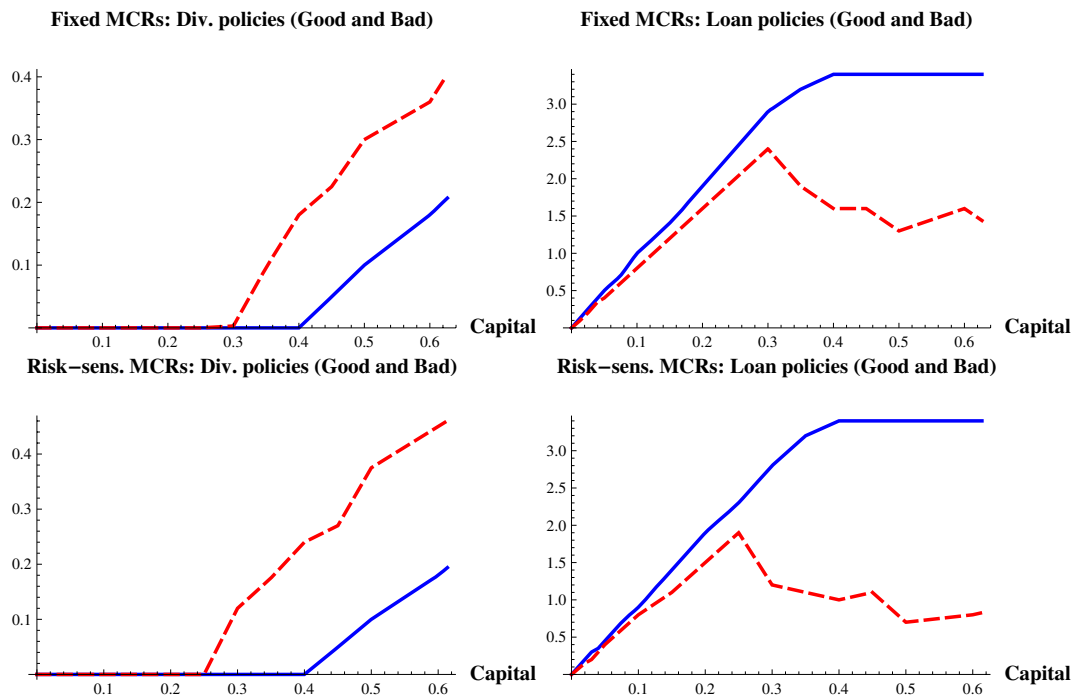 Fixed MCRs: Div. policies (Good and Bad)
0.4
0.3
0.2
0.1
0.1 0.2 0.3 0.4 0.5 0.6 Capital
Fixed MCRs: Loan policies (Good and Bad)
3.0
2.5
2.0
1.5
1.0
0.5
0.1 0.2 0.3 0.4 0.5 0.6 Capital
Risk−sens. MCRs: Div. policies (Good and Bad)
0.4
0.3
0.2
0.1
0.1 0.2 0.3 0.4 0.5 0.6 Capital
Risk−sens. MCRs: Loan policies (Good and Bad)
3.0
2.5
2.0
1.5
1.0
0.5
0.1 0.2 0.3 0.4 0.5 0.6 Capital